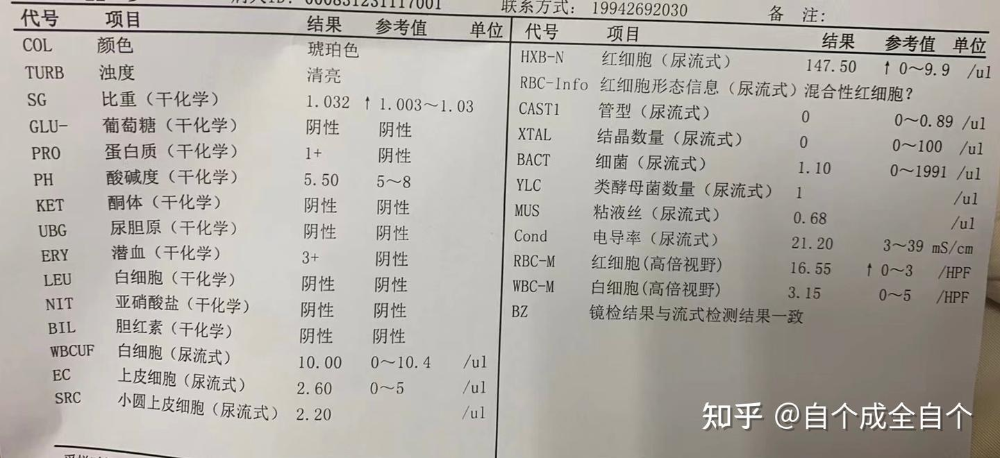 病人ID: 000831231117001 联系方式: 19942692030 备 注:
代号 项目 结果 参考值 单位
COL 颜色 琥珀色
TURB 浊度 清亮
SG 比重（干化学） 1.032 ↑ 1.003～1.03
GLU- 葡萄糖（干化学） 阴性 阴性
PRO 蛋白质（干化学） 1+ 阴性
PH 酸碱度（干化学） 5.50 5～8
KET 酮体（干化学） 阴性 阴性
UBG 尿胆原（干化学） 阴性 阴性
ERY 潜血（干化学） 3+ 阴性
LEU 白细胞（干化学） 阴性 阴性
NIT 亚硝酸盐（干化学） 阴性 阴性
BIL 胆红素（干化学） 阴性 阴性
WBCUF 白细胞（尿流式） 10.00 0～10.4 /ul
EC 上皮细胞（尿流式） 2.60 0～5 /ul
SRC 小圆上皮细胞（尿流式） 2.20 /ul
代号 项目 结果 参考值 单位
HXB-N 红细胞（尿流式） 147.50 ↑ 0～9.9 /ul
RBC-Info 红细胞形态信息（尿流式）混合性红细胞?
CAST1 管型（尿流式） 0 0～0.89 /ul
XTAL 结晶数量（尿流式） 0 0～100 /ul
BACT 细菌（尿流式） 1.10 0～1991 /ul
YLC 类酵母菌数量（尿流式） 1 /ul
MUS 粘液丝（尿流式） 0.68 /ul
Cond 电导率（尿流式） 21.20 3～39 mS/cm
RBC-M 红细胞(高倍视野) 16.55 ↑ 0～3 /HPF
WBC-M 白细胞(高倍视野) 3.15 0～5 /HPF
BZ 镜检结果与流式检测结果一致
知乎 @自个成全自个